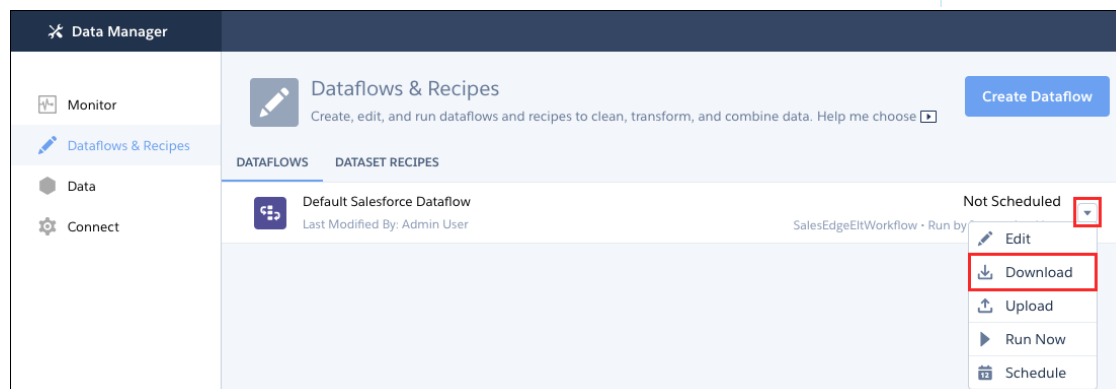 Data Manager
Monitor
Dataflows & Recipes
Data
Connect
Dataflows & Recipes
Create, edit, and run dataflows and recipes to clean, transform, and combine data. Help me choose
Create Dataflow
DATAFLOWS DATASET RECIPES
Default Salesforce Dataflow
Not Scheduled
Last Modified By: Admin User
SalesEdgeEltWorkflow • Run by
Edit
Download
Upload
Run Now
12
Schedule